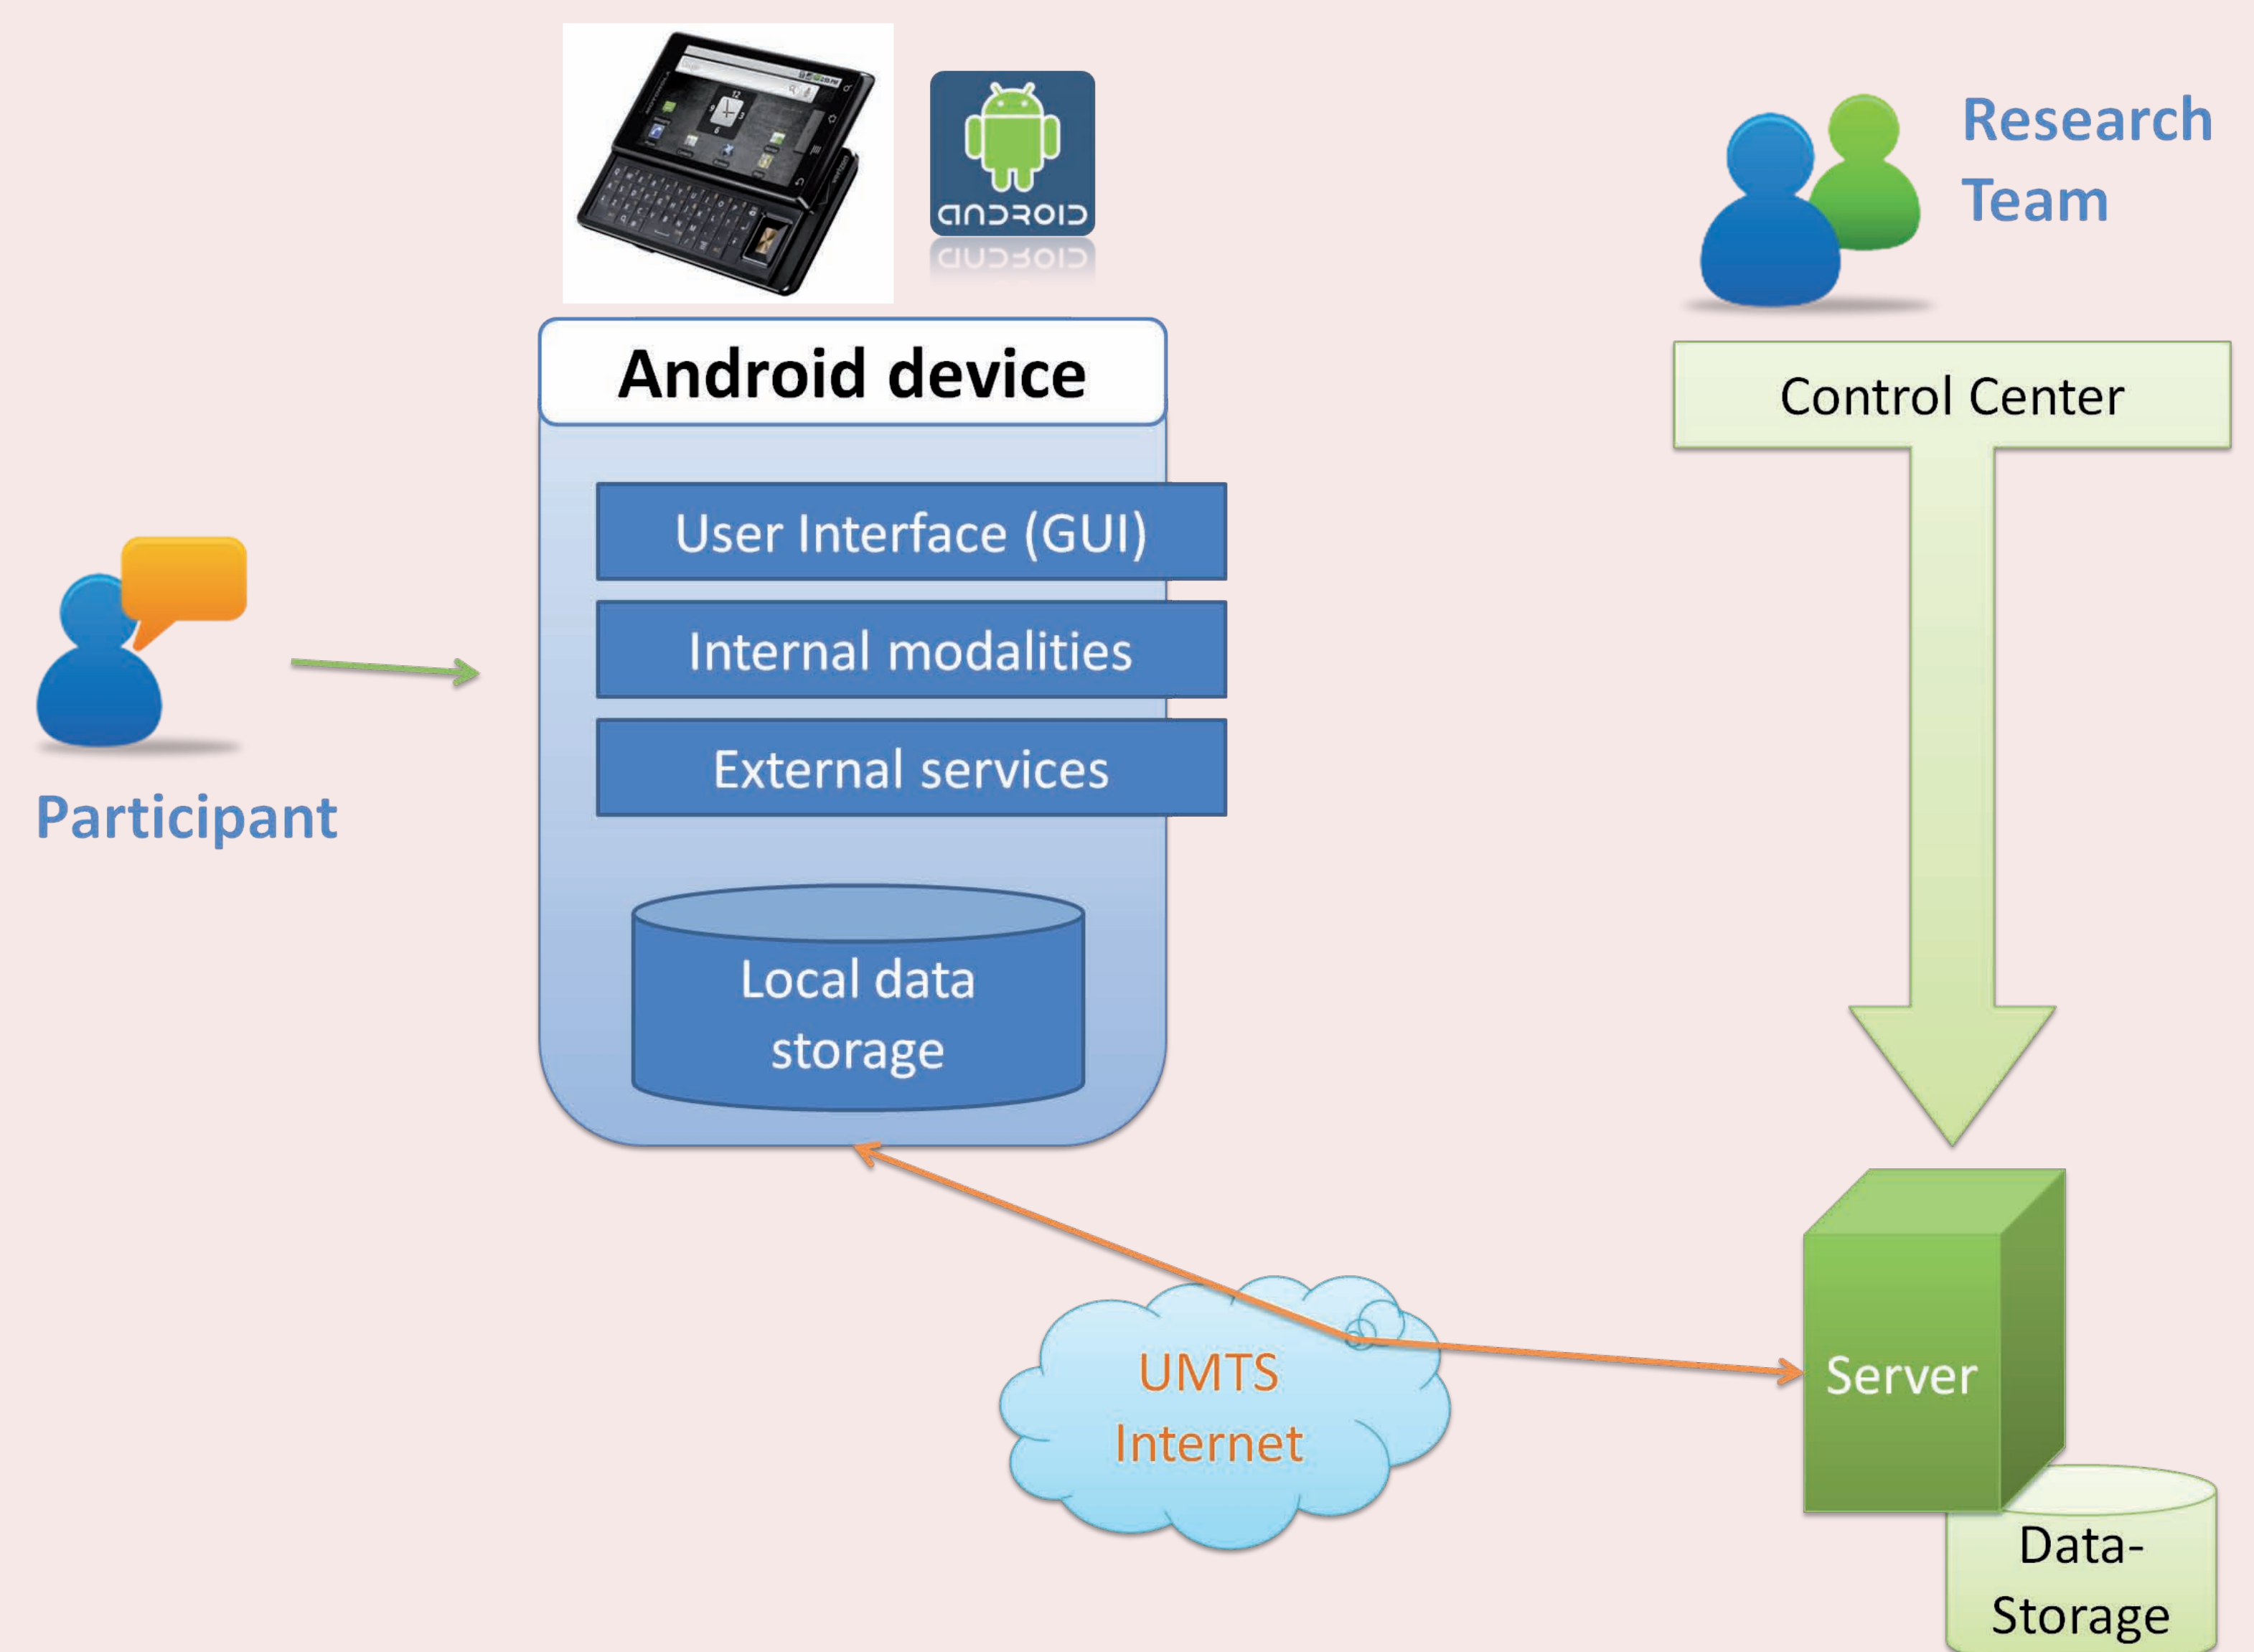 ANDROID
Research
Team
Android device
Control Center
User Interface (GUI)
Internal modalities
External services
Participant
Local data
storage
UMTS
Internet
Server
Data-
Storage